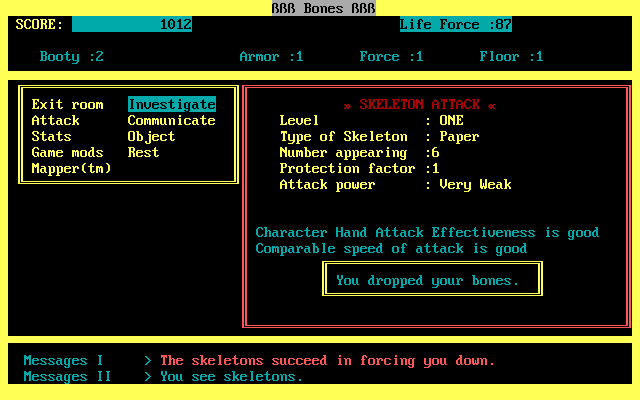 ßßß Bones ßßß
SCORE: 1012 Life Force :87
Booty :2 Armor :1 Force :1 Floor :1
Exit room Investigate
Attack Communicate
Stats Object
Game mods Rest
Mapper(tm)
» SKELETON ATTACK «
Level : ONE
Type of Skeleton : Paper
Number appearing :6
Protection factor :1
Attack power : Very Weak
Character Hand Attack Effectiveness is good
Comparable speed of attack is good
You dropped your bones.
Messages I > The skeletons succeed in forcing you down.
Messages II > You see skeletons.